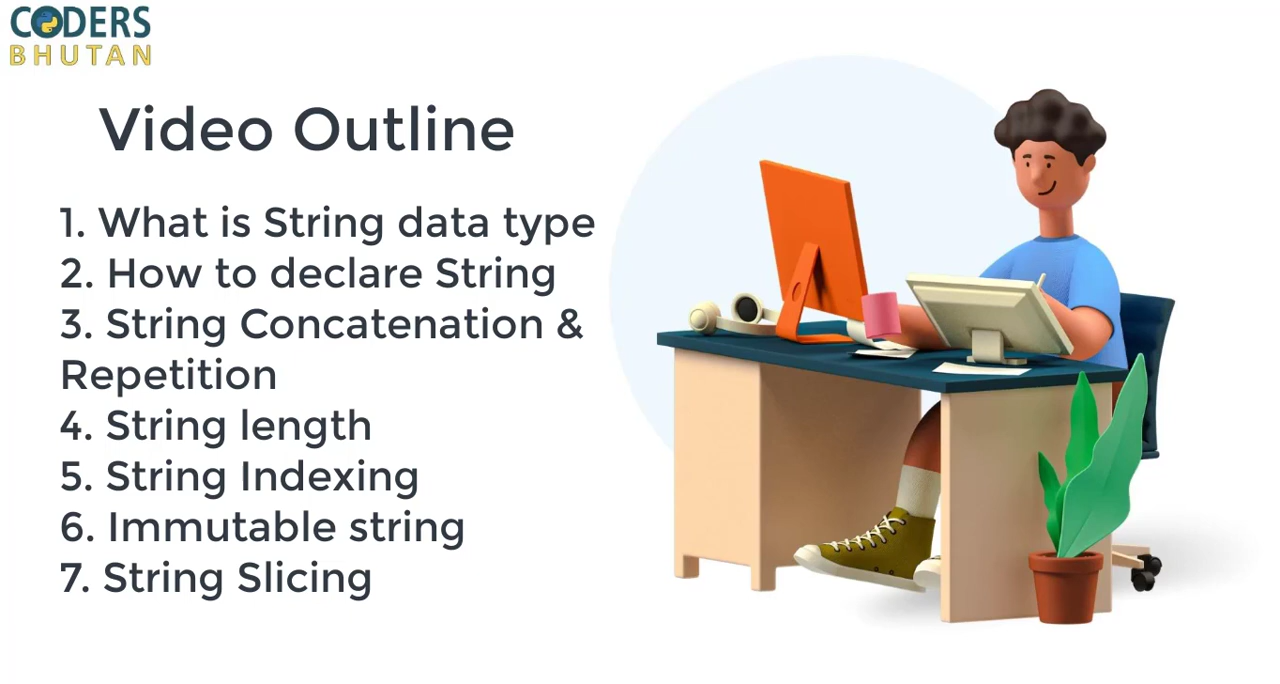 CODERS
BHUTAN
Video Outline
1. What is String data type
2. How to declare String
3. String Concatenation &
Repetition
4. String length
5. String Indexing
6. Immutable string
7. String Slicing